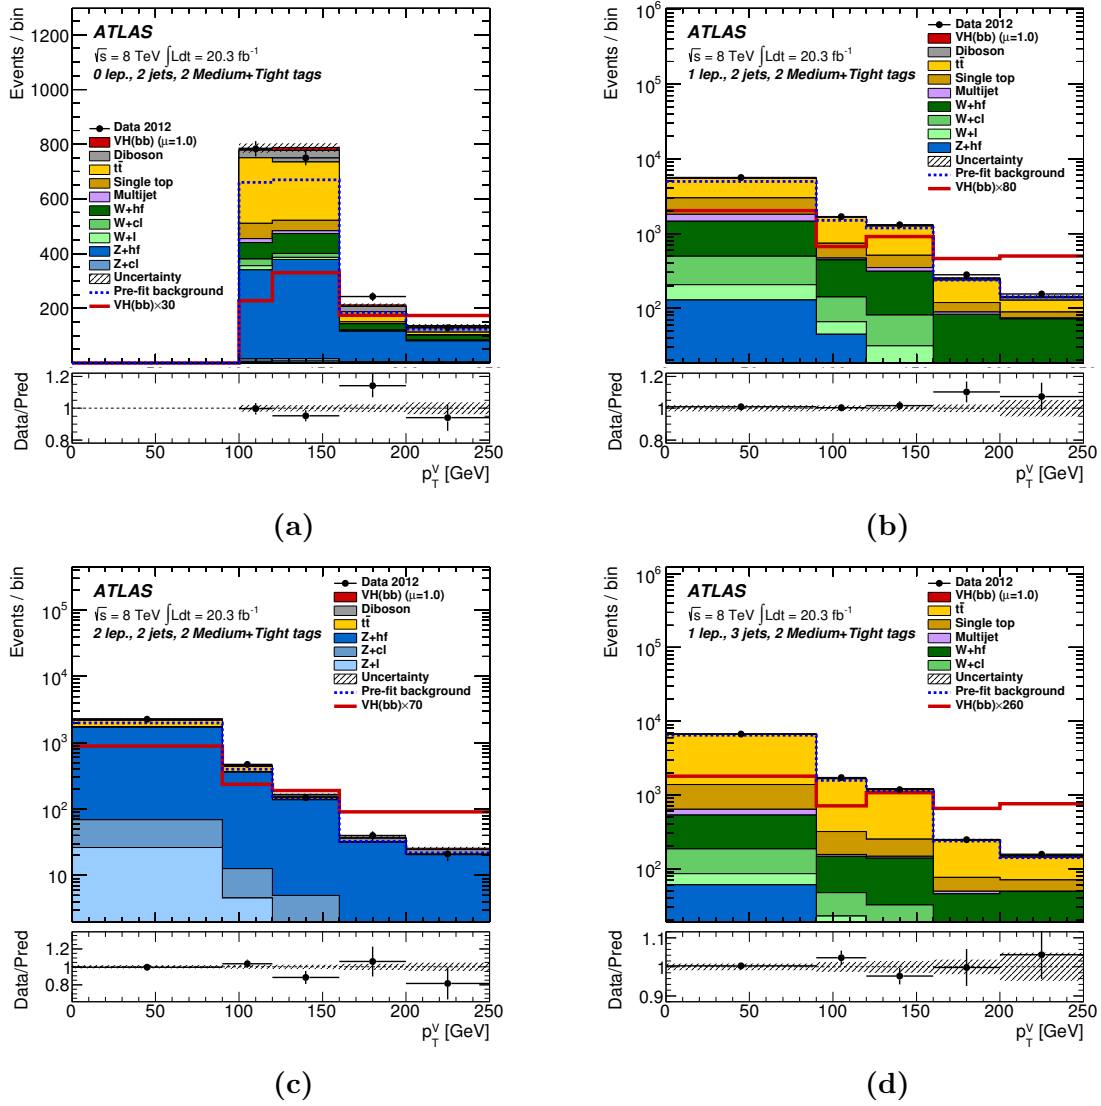 ATLAS
√s = 8 TeV ∫Ldt = 20.3 fb⁻¹
0 lep., 2 jets, 2 Medium+Tight tags
Data 2012
VH(bb) (μ=1.0)
Diboson
tt̄
Single top
Multijet
W+hf
W+cl
W+l
Z+hf
Z+cl
Uncertainty
Pre-fit background
VH(bb)×30
Events / bin
1200
1000
800
600
400
200
Data/Pred
1.2
1
0.8
0 50 100 150 200 250
p_T^V [GeV]
(a)
ATLAS
√s = 8 TeV ∫Ldt = 20.3 fb⁻¹
1 lep., 2 jets, 2 Medium+Tight tags
Data 2012
VH(bb) (μ=1.0)
Diboson
tt̄
Single top
Multijet
W+hf
W+cl
W+l
Z+hf
Uncertainty
Pre-fit background
VH(bb)×80
Events / bin
10⁶
10⁵
10⁴
10³
10²
Data/Pred
1.2
1
0.8
0 50 100 150 200 250
p_T^V [GeV]
(b)
ATLAS
√s = 8 TeV ∫Ldt = 20.3 fb⁻¹
2 lep., 2 jets, 2 Medium+Tight tags
Data 2012
VH(bb) (μ=1.0)
Diboson
tt̄
Z+hf
Z+cl
Z+l
Uncertainty
Pre-fit background
VH(bb)×70
Events / bin
10⁵
10⁴
10³
10²
10
Data/Pred
1.2
1
0.8
0 50 100 150 200 250
p_T^V [GeV]
(c)
ATLAS
√s = 8 TeV ∫Ldt = 20.3 fb⁻¹
1 lep., 3 jets, 2 Medium+Tight tags
Data 2012
VH(bb) (μ=1.0)
tt̄
Single top
Multijet
W+hf
W+cl
Uncertainty
Pre-fit background
VH(bb)×260
Events / bin
10⁶
10⁵
10⁴
10³
10²
Data/Pred
1.1
1
0.9
0 50 100 150 200 250
p_T^V [GeV]
(d)